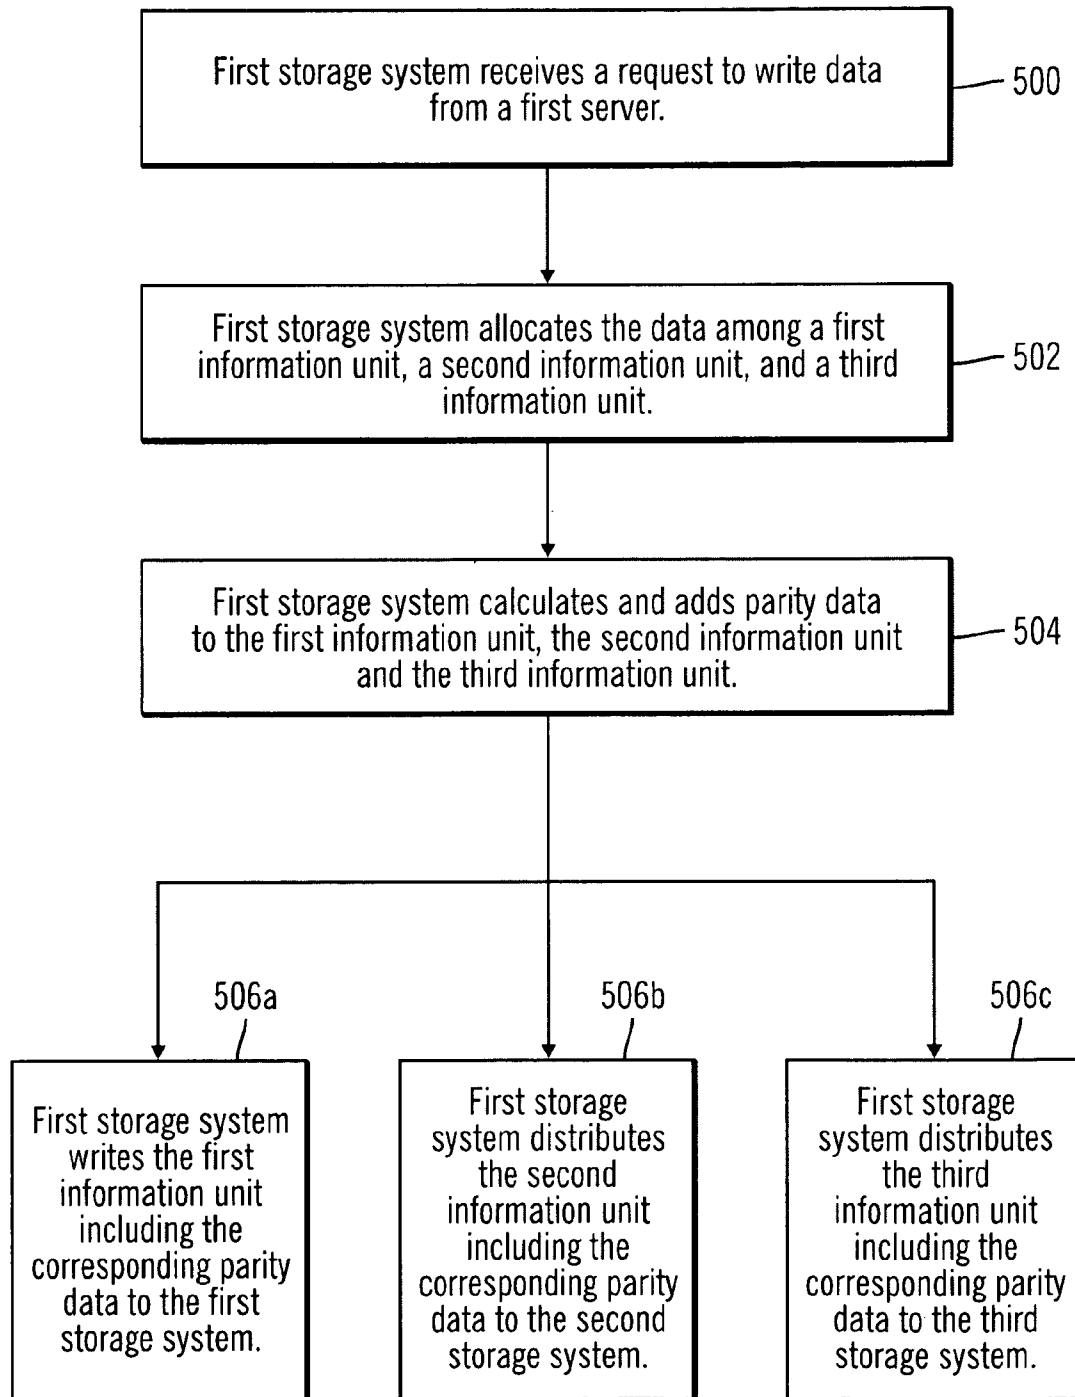 First storage system receives a request to write data
from a first server.
500
First storage system allocates the data among a first
information unit, a second information unit, and a third
information unit.
502
First storage system calculates and adds parity data
to the first information unit, the second information unit
and the third information unit.
504
506a
First storage system
writes the first
information unit
including the
corresponding parity
data to the first
storage system.
506b
First storage
system distributes
the second
information unit
including the
corresponding parity
data to the second
storage system.
506c
First storage
system distributes
the third
information unit
including the
corresponding parity
data to the third
storage system.